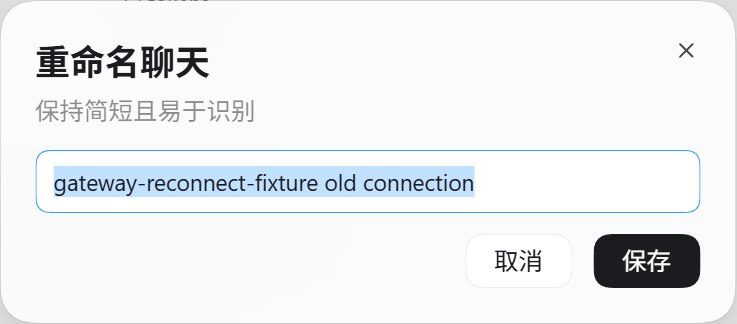 重命名聊天
保持简短且易于识别
gateway-reconnect-fixture old connection
取消
保存